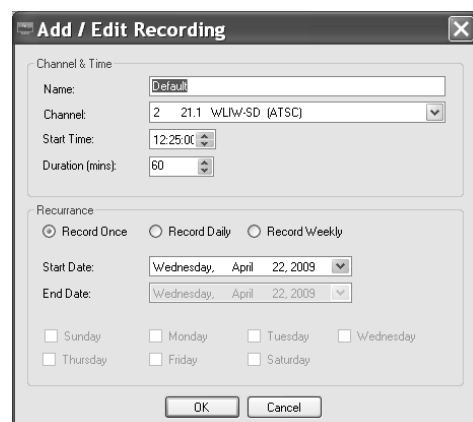 Add / Edit Recording
Channel & Time
Name: Default
Channel: 2 21.1 WLIW-SD (ATSC)
Start Time: 12:25:0(
Duration (mins): 60
Recurrance
Record Once Record Daily Record Weekly
Start Date: Wednesday, April 22, 2009
End Date: Wednesday, April 22, 2009
Sunday Monday Tuesday Wednesday
Thursday Friday Saturday
OK Cancel